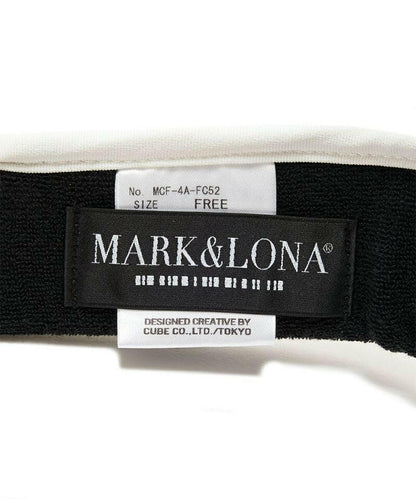 No. MCF-4A-FC52
SIZE FREE
MARK&LONA®
DESIGNED CREATIVE BY
CUBE CO.,LTD./TOKYO